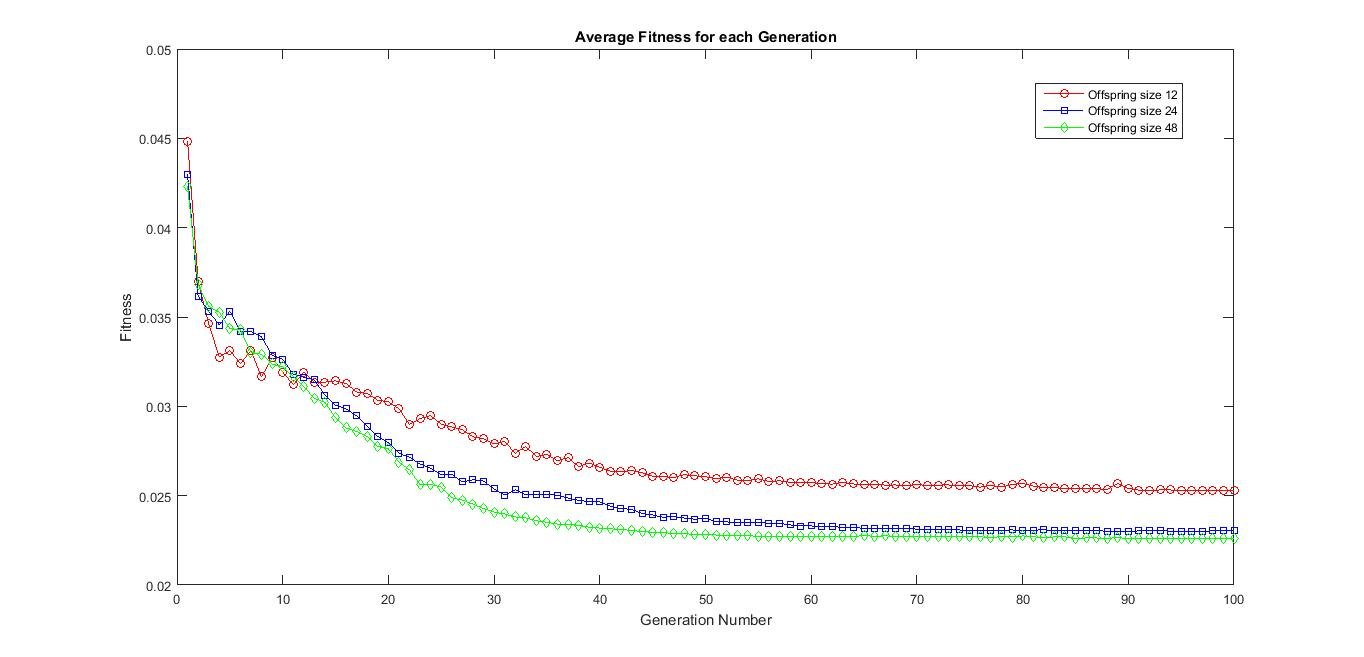 Average Fitness for each Generation
0.05
0.045
0.04
0.035
0.03
0.025
0.02
Fitness
Offspring size 12
Offspring size 24
Offspring size 48
0 10 20 30 40 50 60 70 80 90 100
Generation Number